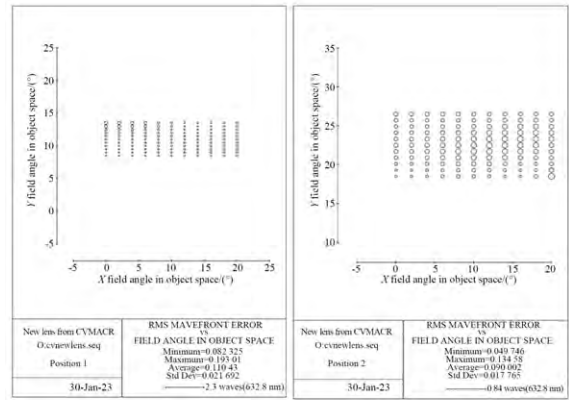 25
20
15
10
5
0
-5
Y field angle in object space/(°)
-5 0 5 10 15 20 25
X field angle in object space/(°)
New lens from CVMACR
O:cvnewlens.seq
Position 1
30-Jan-23
RMS MAVEFRONT ERROR
VS
FIELD ANGLE IN OBJECT SPACE
Minimum=0.082 325
Maximum=0.193 01
Average=0.110 43
Std Dev=0.021 692
2.3 waves(632.8 nm)
35
30
25
20
15
10
Y field angle in object space/(°)
-5 0 5 10 15 20
X field angle in object space/(°)
New lens from CVMACR
O:cvnewlens.seq
Position 2
30-Jan-23
RMS MAVEFRONT ERROR
VS
FIELD ANGLE IN OBJECT SPACE
Minimum=0.049 746
Maximum=0.134 58
Average=0.090 002
Std Dev=0.017 765
0.84 waves(632.8 nm)